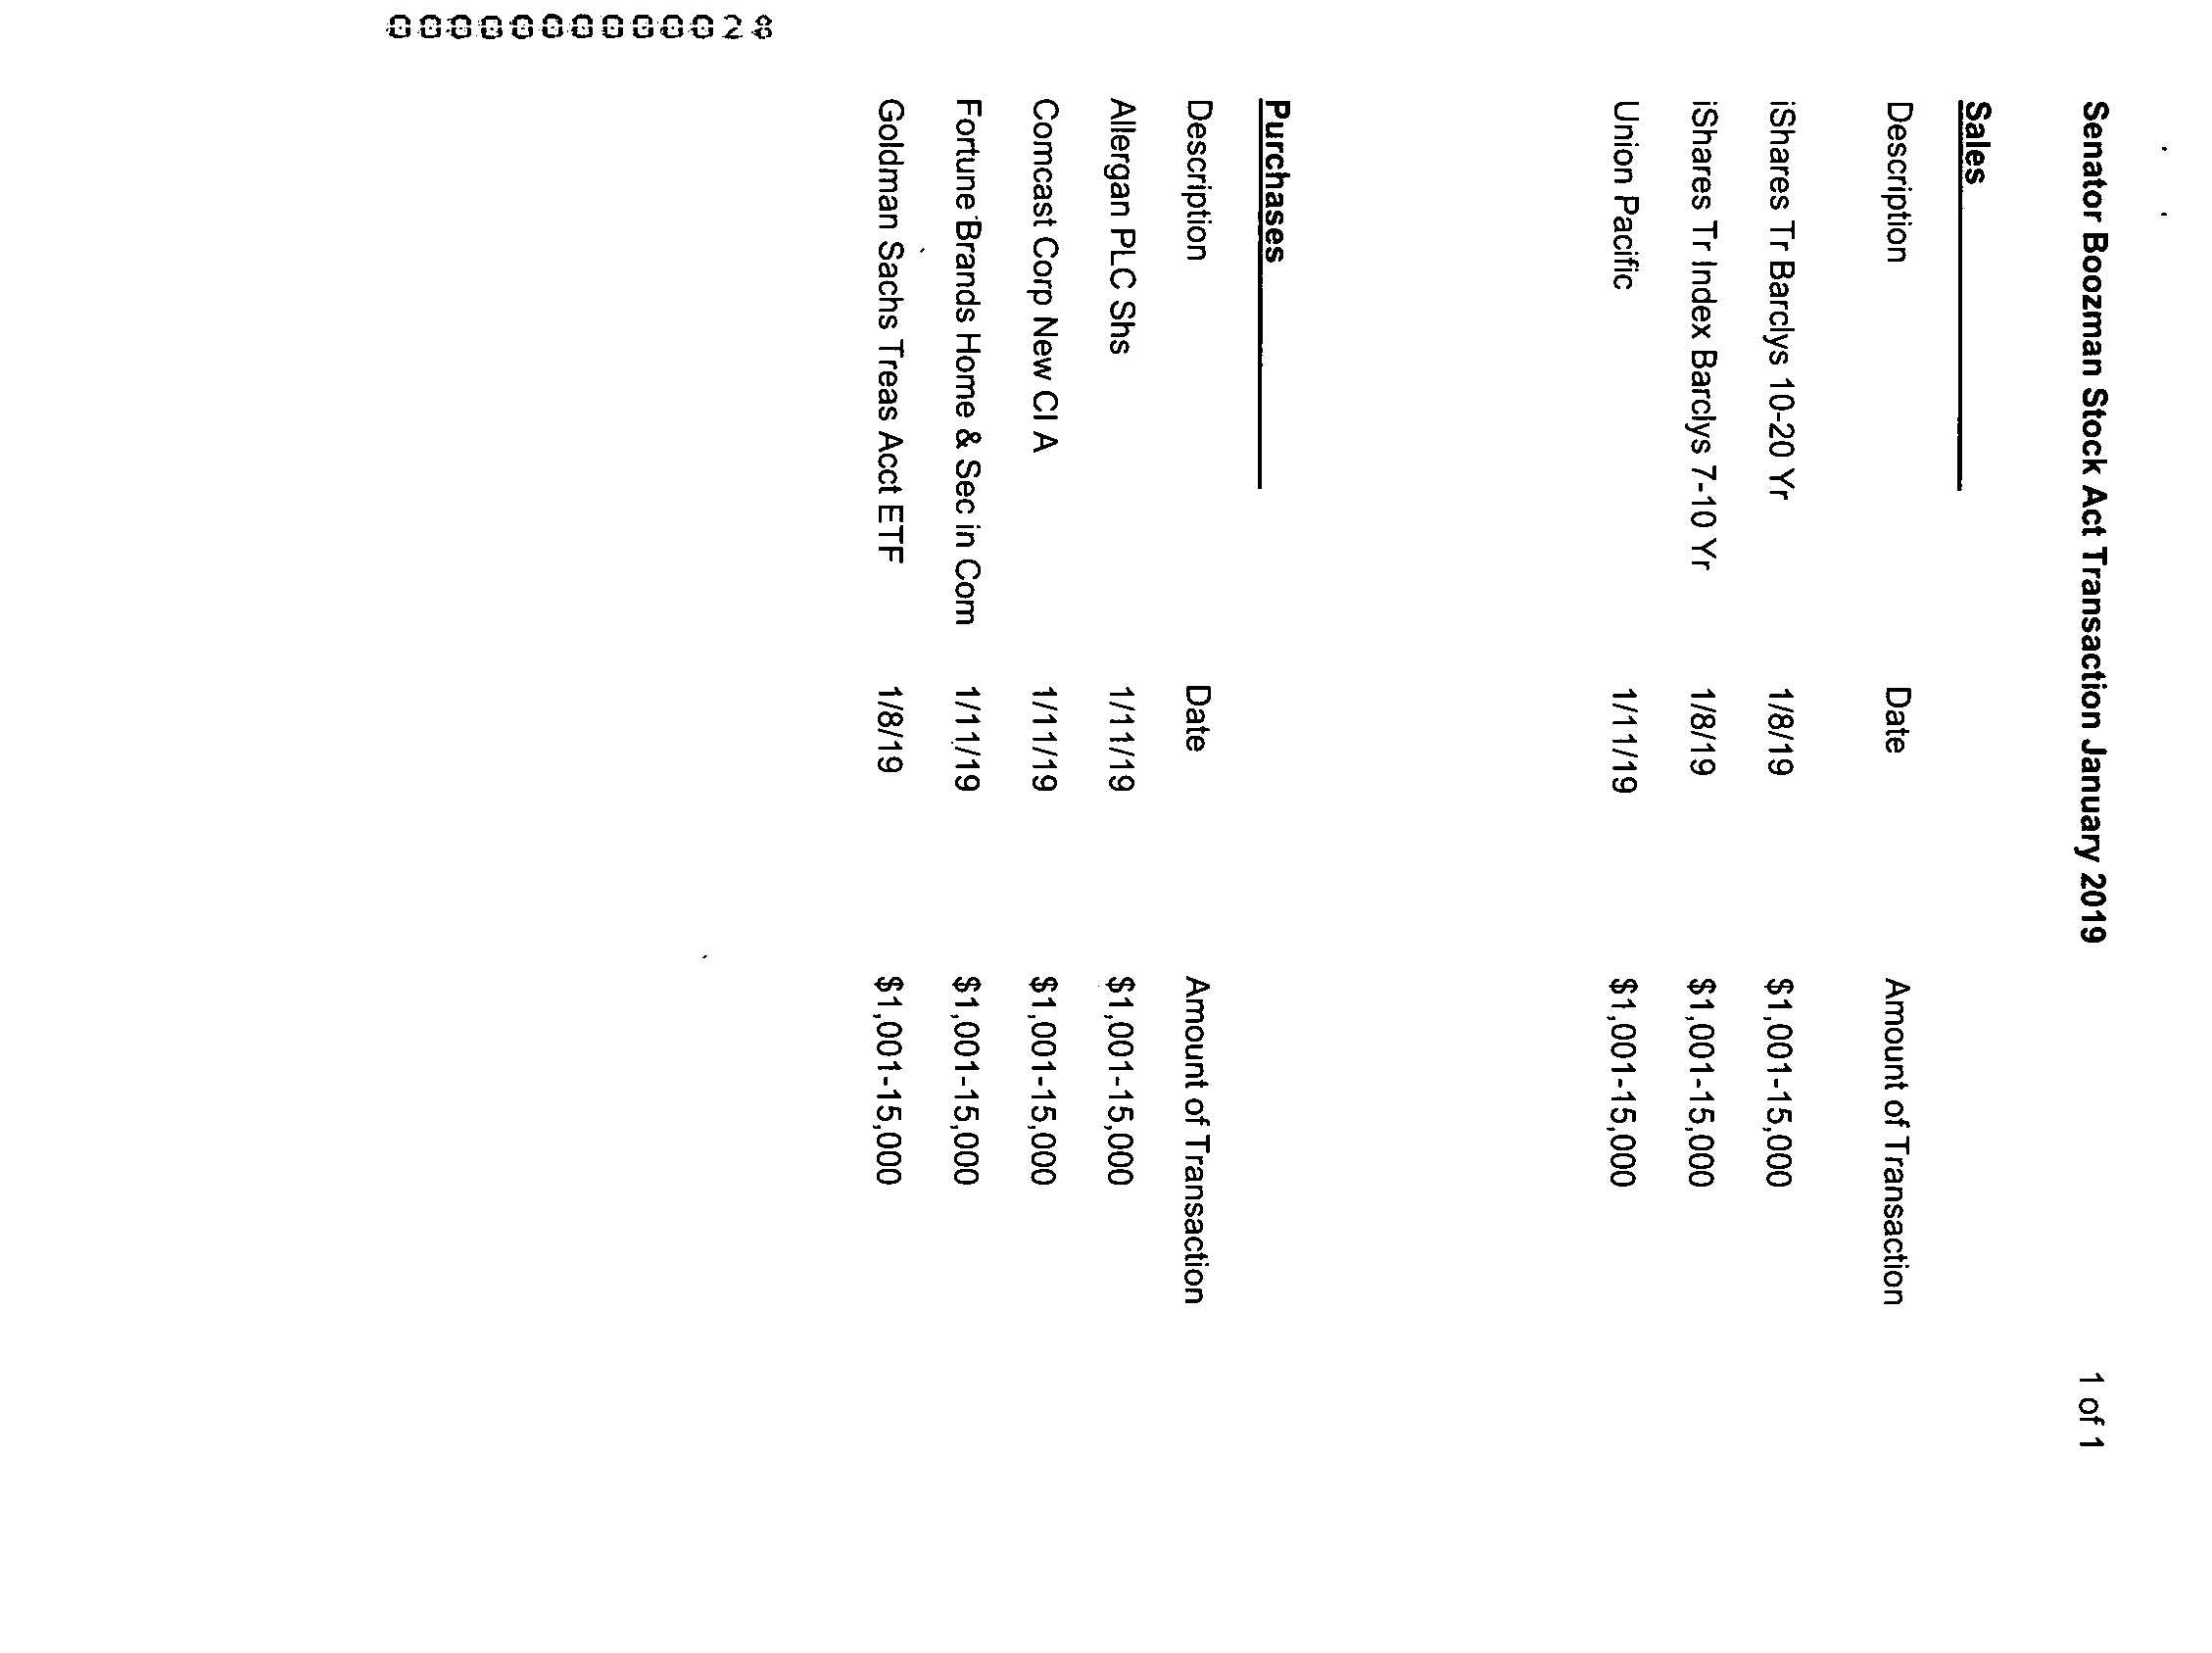 Senator Boozman Stock Act Transaction January 2019 1 of 1
Sales
Description Date Amount of Transaction
iShares Tr Barclys 10-20 Yr 1/8/19 $1,001-15,000
iShares Tr Index Barclys 7-10 Yr 1/8/19 $1,001-15,000
Union Pacific 1/11/19 $1,001-15,000
Purchases
Description Date Amount of Transaction
Allergan PLC Shs 1/11/19 $1,001-15,000
Comcast Corp New Cl A 1/11/19 $1,001-15,000
Fortune Brands Home & Sec in Com 1/11/19 $1,001-15,000
Goldman Sachs Treas Acct ETF 1/8/19 $1,001-15,000